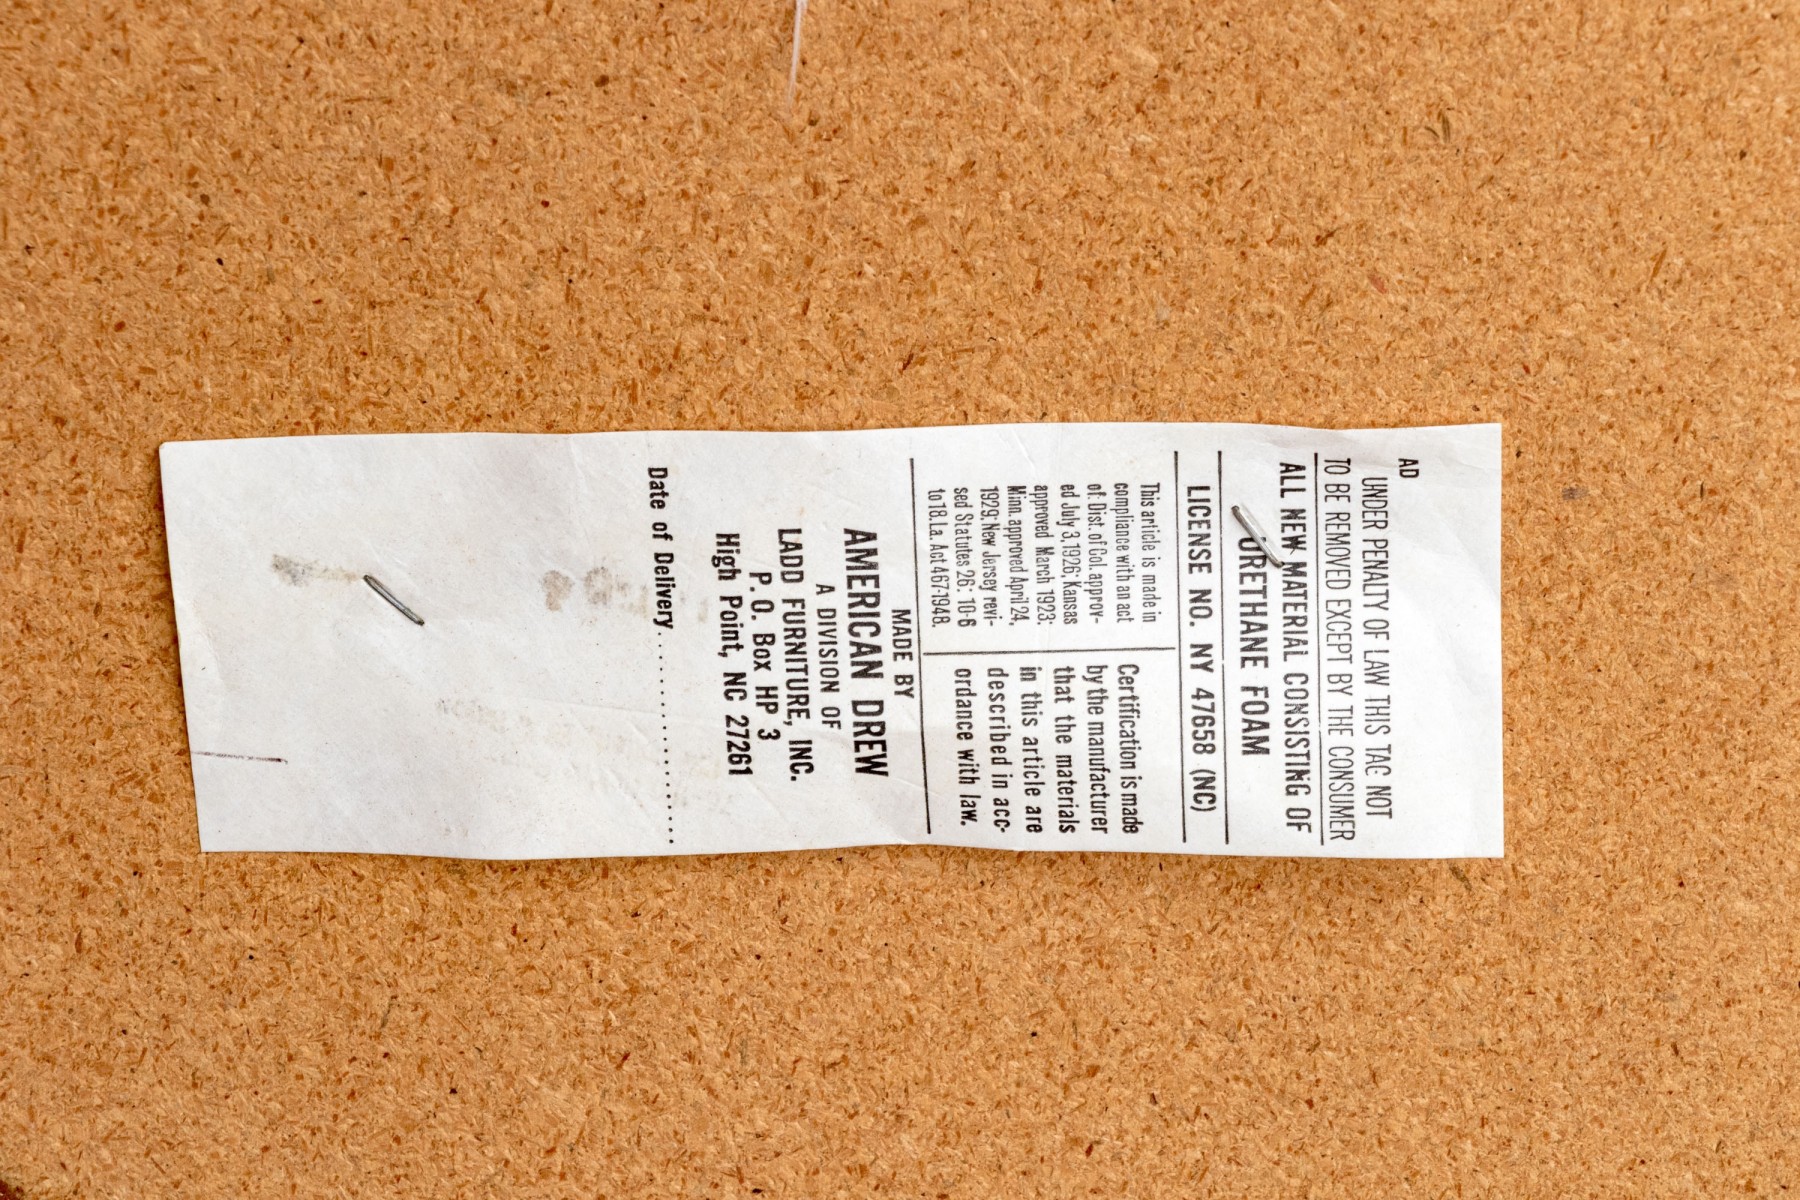 AD
UNDER PENALTY OF LAW THIS TAG NOT
TO BE REMOVED EXCEPT BY THE CONSUMER
ALL NEW MATERIAL CONSISTING OF
URETHANE FOAM
LICENSE NO. NY 47658 (NC)
This article is made in
compliance with an act
of: Dist. of Col. approv-
ed July 3,1926; Kansas
approved March 1923;
Minn. approved April 24,
1929; New Jersey revi-
sed Statutes 26: 10-6
to 18. La. Act 467-1948.
Certification is made
by the manufacturer
that the materials
in this article are
described in acc-
ordance with law.
MADE BY
AMERICAN DREW
A DIVISION OF
LADD FURNITURE, INC.
P. O. Box HP 3
High Point, NC 27261
Date of Delivery....................